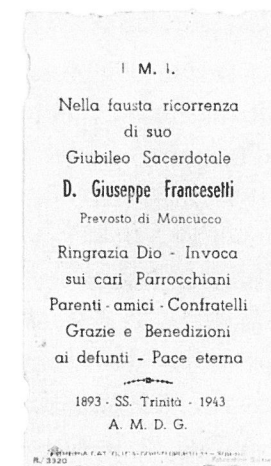 I M. I.
Nella fausta ricorrenza
di suo
Giubileo Sacerdotale
D. Giuseppe Francesetti
Prevosto di Moncucco
Ringrazia Dio - Invoca
sui cari Parrocchiani
Parenti - amici - Confratelli
Grazie e Benedizioni
ai defunti - Pace eterna
1893 - SS. Trinità - 1943
A. M. D. G.
R/ 3320